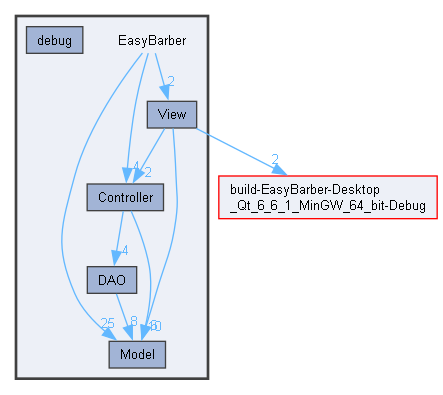 debug
EasyBarber
2
View
4
2
2
Controller
build-EasyBarber-Desktop
_Qt_6_6_1_MinGW_64_bit-Debug
4
DAO
25
8
Model